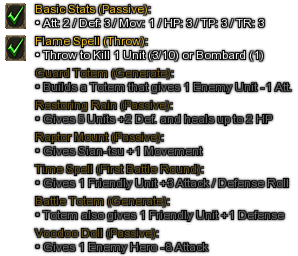 Basic Stats (Passive):
• Att: 2 / Def: 3 / Mov: 1 / HP: 3 / TP: 3 / TR: 3
Flame Spell (Throw):
• Throw to Kill 1 Unit (3/10) or Bombard (1)
Guard Totem (Generate):
• Builds a Totem that gives 1 Enemy Unit -1 Att.
Restoring Rain (Passive):
• Gives 5 Units +2 Def. and heals up to 2 HP
Raptor Mount (Passive):
• Gives Sian-tsu +1 Movement
Time Spell (First Battle Round):
• Gives 1 Friendly Unit +3 Attack / Defense Roll
Battle Totem (Generate):
• Totem also gives 1 Friendly Unit +1 Defense
Voodoo Doll (Passive):
• Gives 1 Enemy Hero -8 Attack